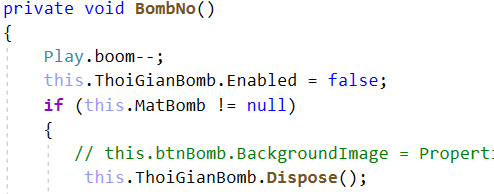 private void BombNo()
{
Play.boom--;
this.ThoiGianBomb.Enabled = false;
if (this.MatBomb != null)
{
// this.btnBomb.BackgroundImage = Properti
this.ThoiGianBomb.Dispose();